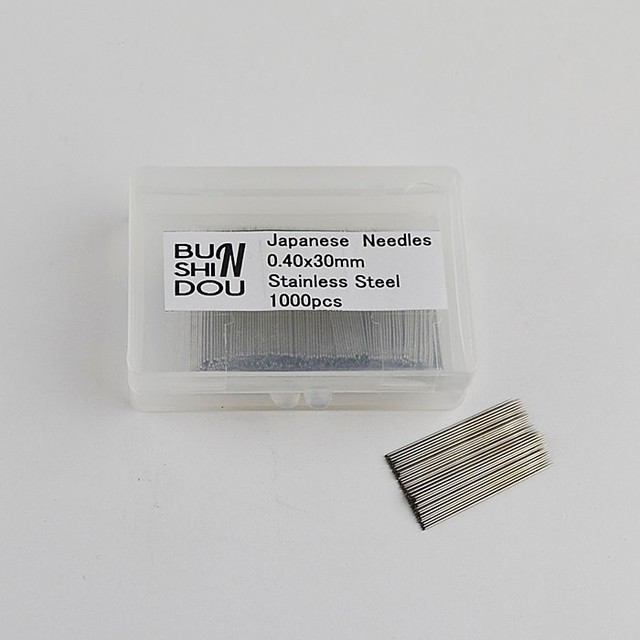 BUN
SHI
DOU
Japanese Needles
0.40x30mm
Stainless Steel
1000pcs